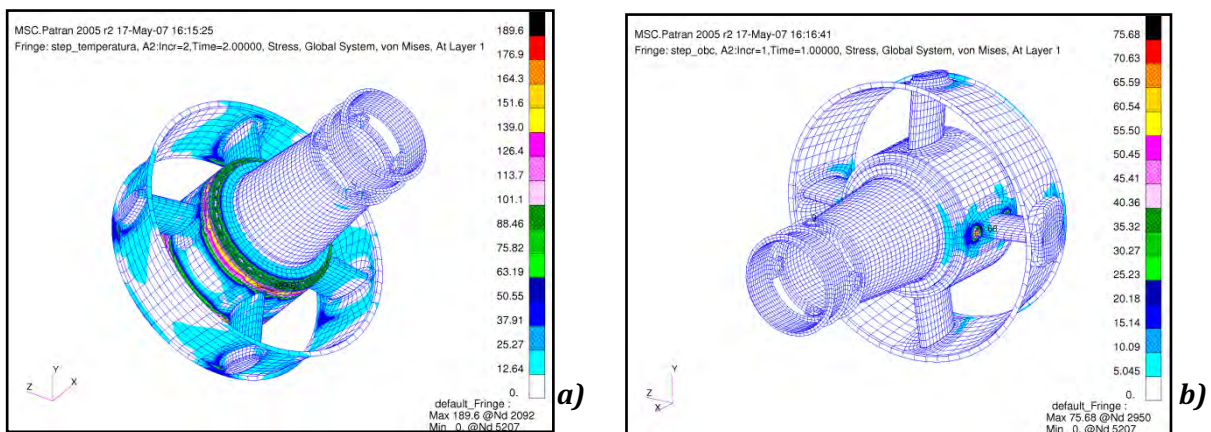 MSC.Patran 2005 r2 17-May-07 16:15:25
Fringe: step_temperatura, A2:Incr=2,Time=2.00000, Stress, Global System, von Mises, At Layer 1
189.6
176.9
164.3
151.6
139.0
126.4
113.7
101.1
88.46
75.82
63.19
50.55
37.91
25.27
12.64
0.
Y
Z
X
default_Fringe :
Max 189.6 @Nd 2092
Min 0. @Nd 5207
a)
MSC.Patran 2005 r2 17-May-07 16:16:41
Fringe: step_obc, A2:Incr=1,Time=1.00000, Stress, Global System, von Mises, At Layer 1
75.68
70.63
65.59
60.54
55.50
50.45
45.41
40.36
35.32
30.27
25.23
20.18
15.14
10.09
5.045
0.
Y
Z
X
default_Fringe :
Max 75.68 @Nd 2950
Min 0. @Nd 5207
b)